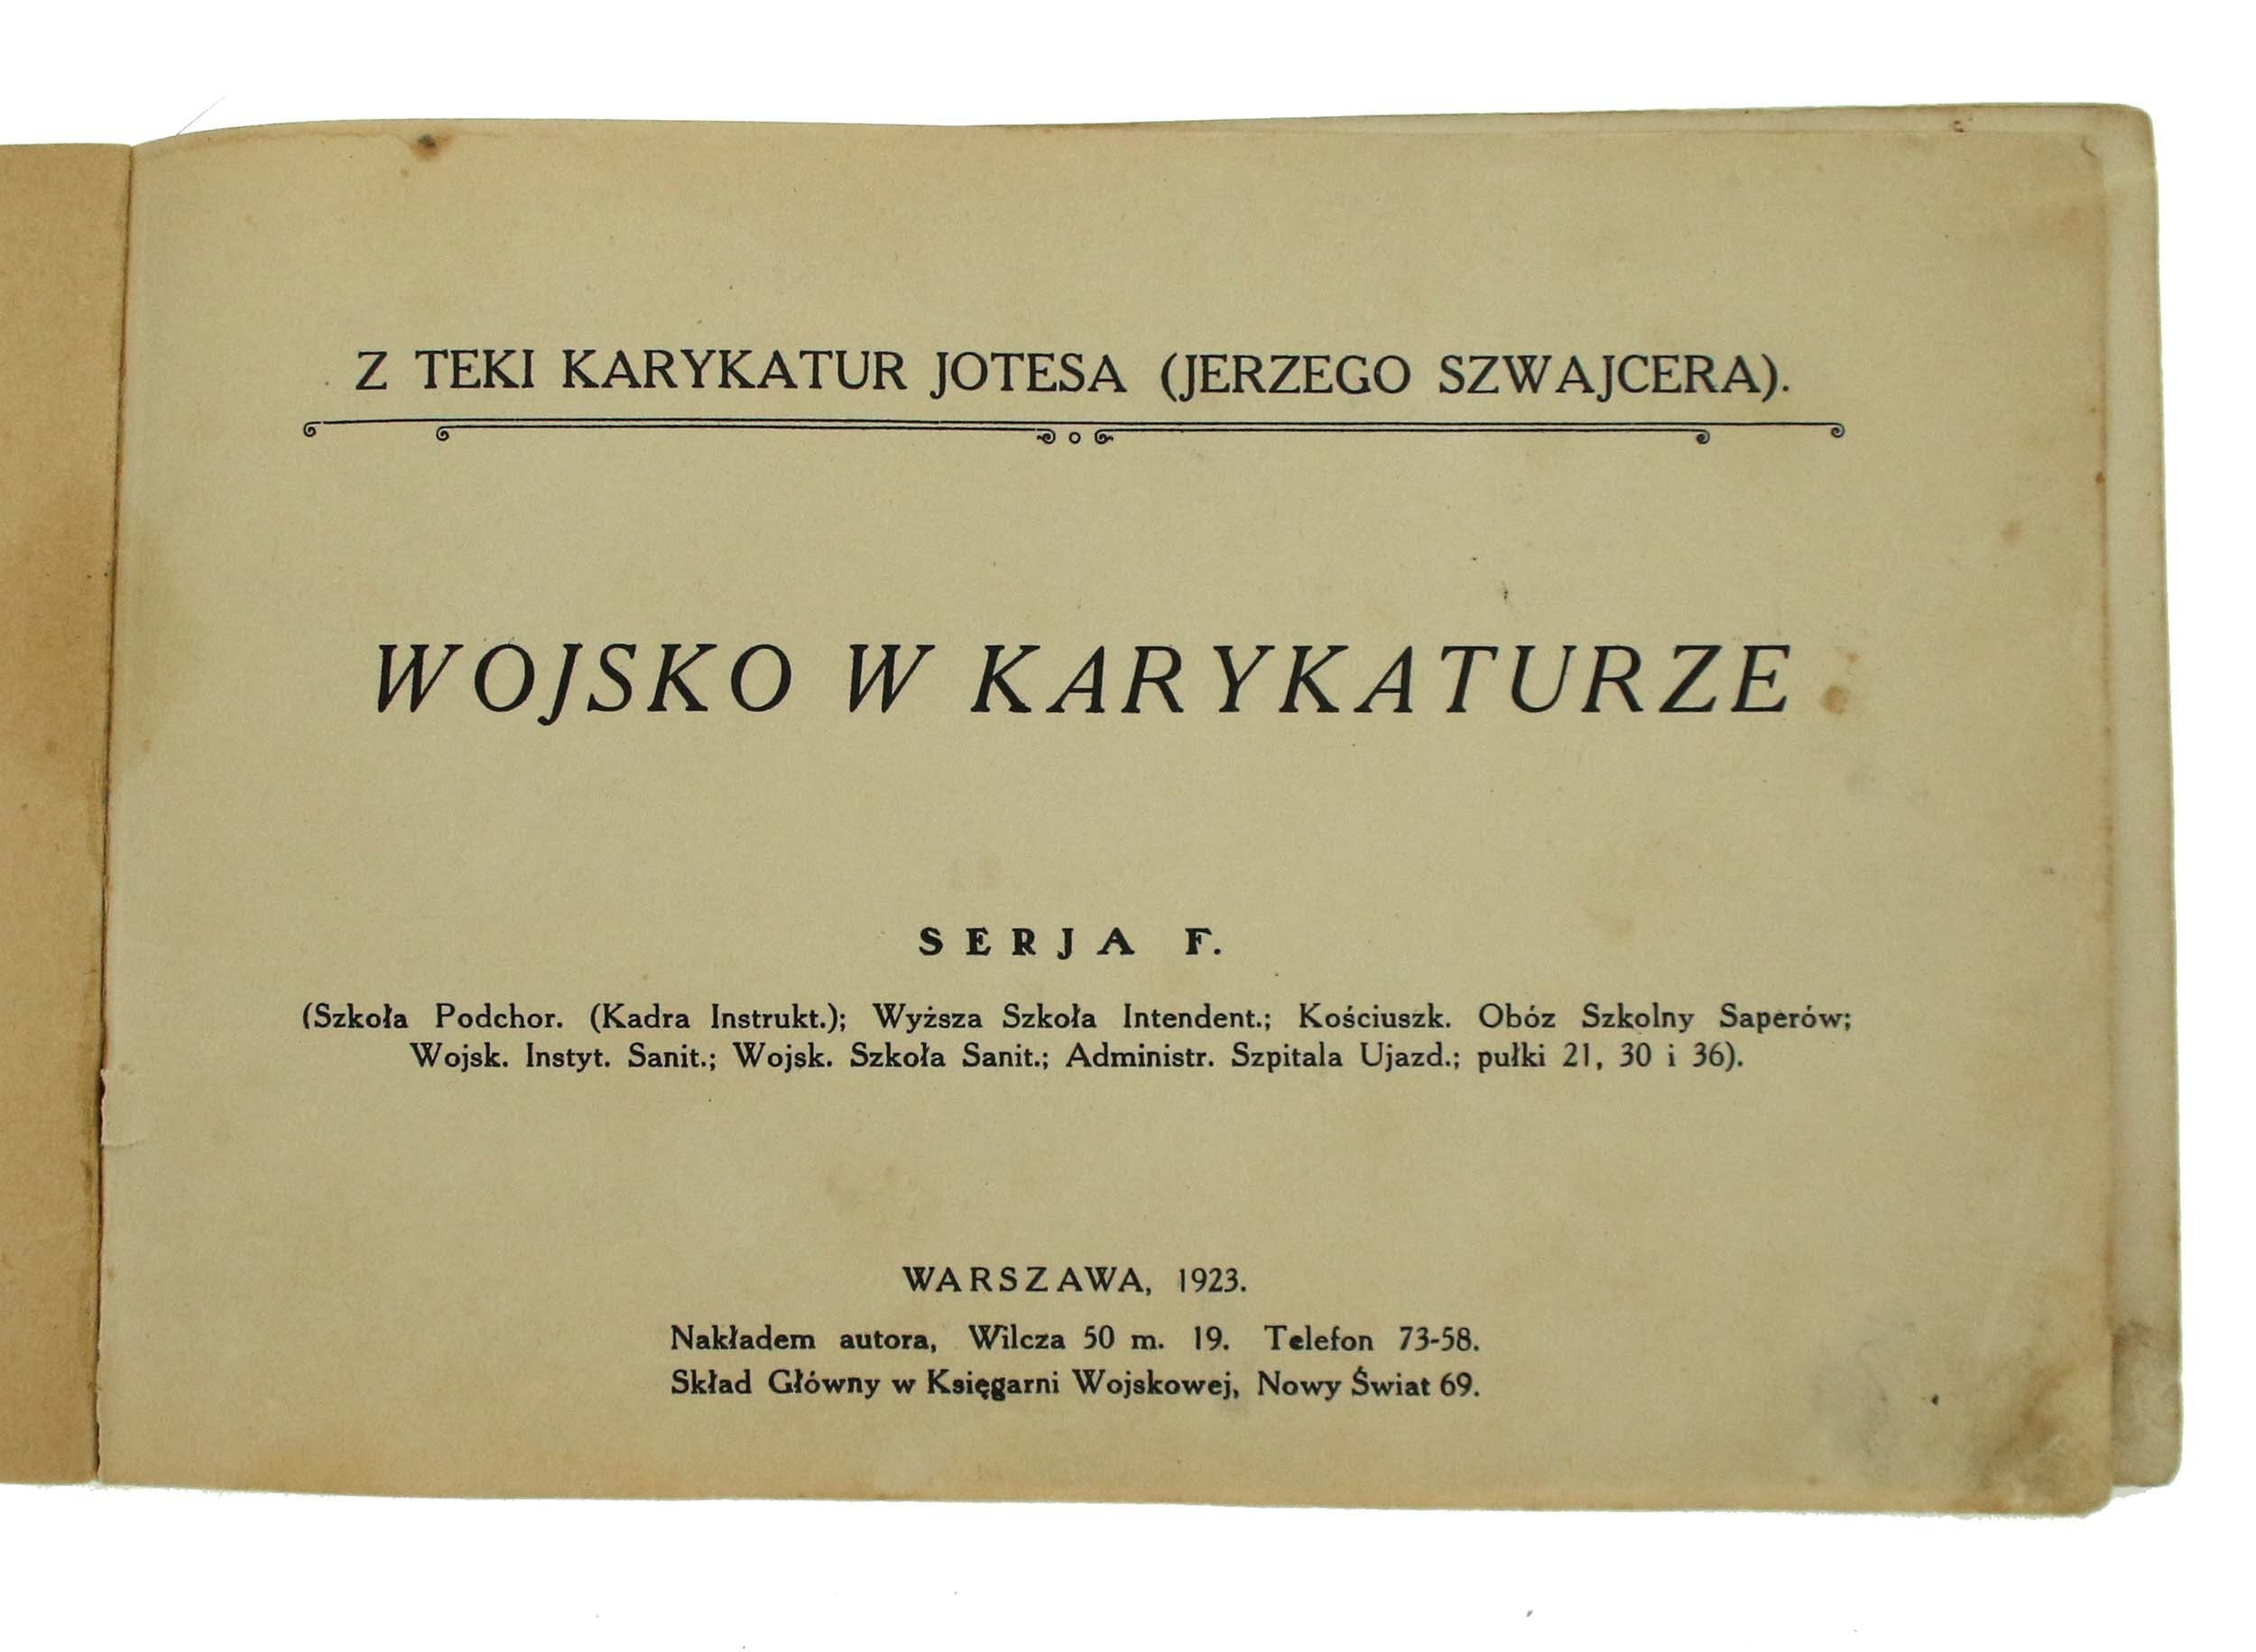 Z TEKI KARYKATUR JOTESA (JERZEGO SZWAJCERA).
WOJSKO W KARYKATURZE
SERJA F.
(Szkoła Podchor. (Kadra Instrukt.); Wyższa Szkoła Intendent.; Kościuszk. Obóz Szkolny Saperów;
Wojsk. Instyt. Sanit.; Wojsk. Szkoła Sanit.; Administr. Szpitala Ujazd.; pułki 21, 30 i 36).
WARSZAWA, 1923.
Nakładem autora, Wilcza 50 m. 19. Telefon 73-58.
Skład Główny w Księgarni Wojskowej, Nowy Świat 69.